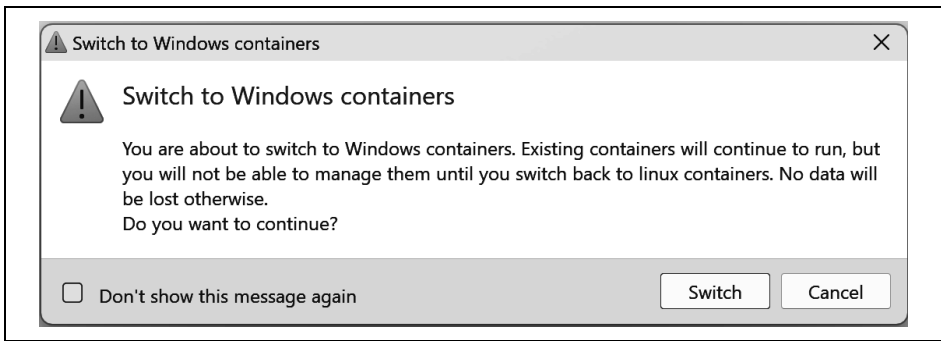 Switch to Windows containers
Switch to Windows containers
You are about to switch to Windows containers. Existing containers will continue to run, but
you will not be able to manage them until you switch back to linux containers. No data will
be lost otherwise.
Do you want to continue?
Don't show this message again
Switch
Cancel